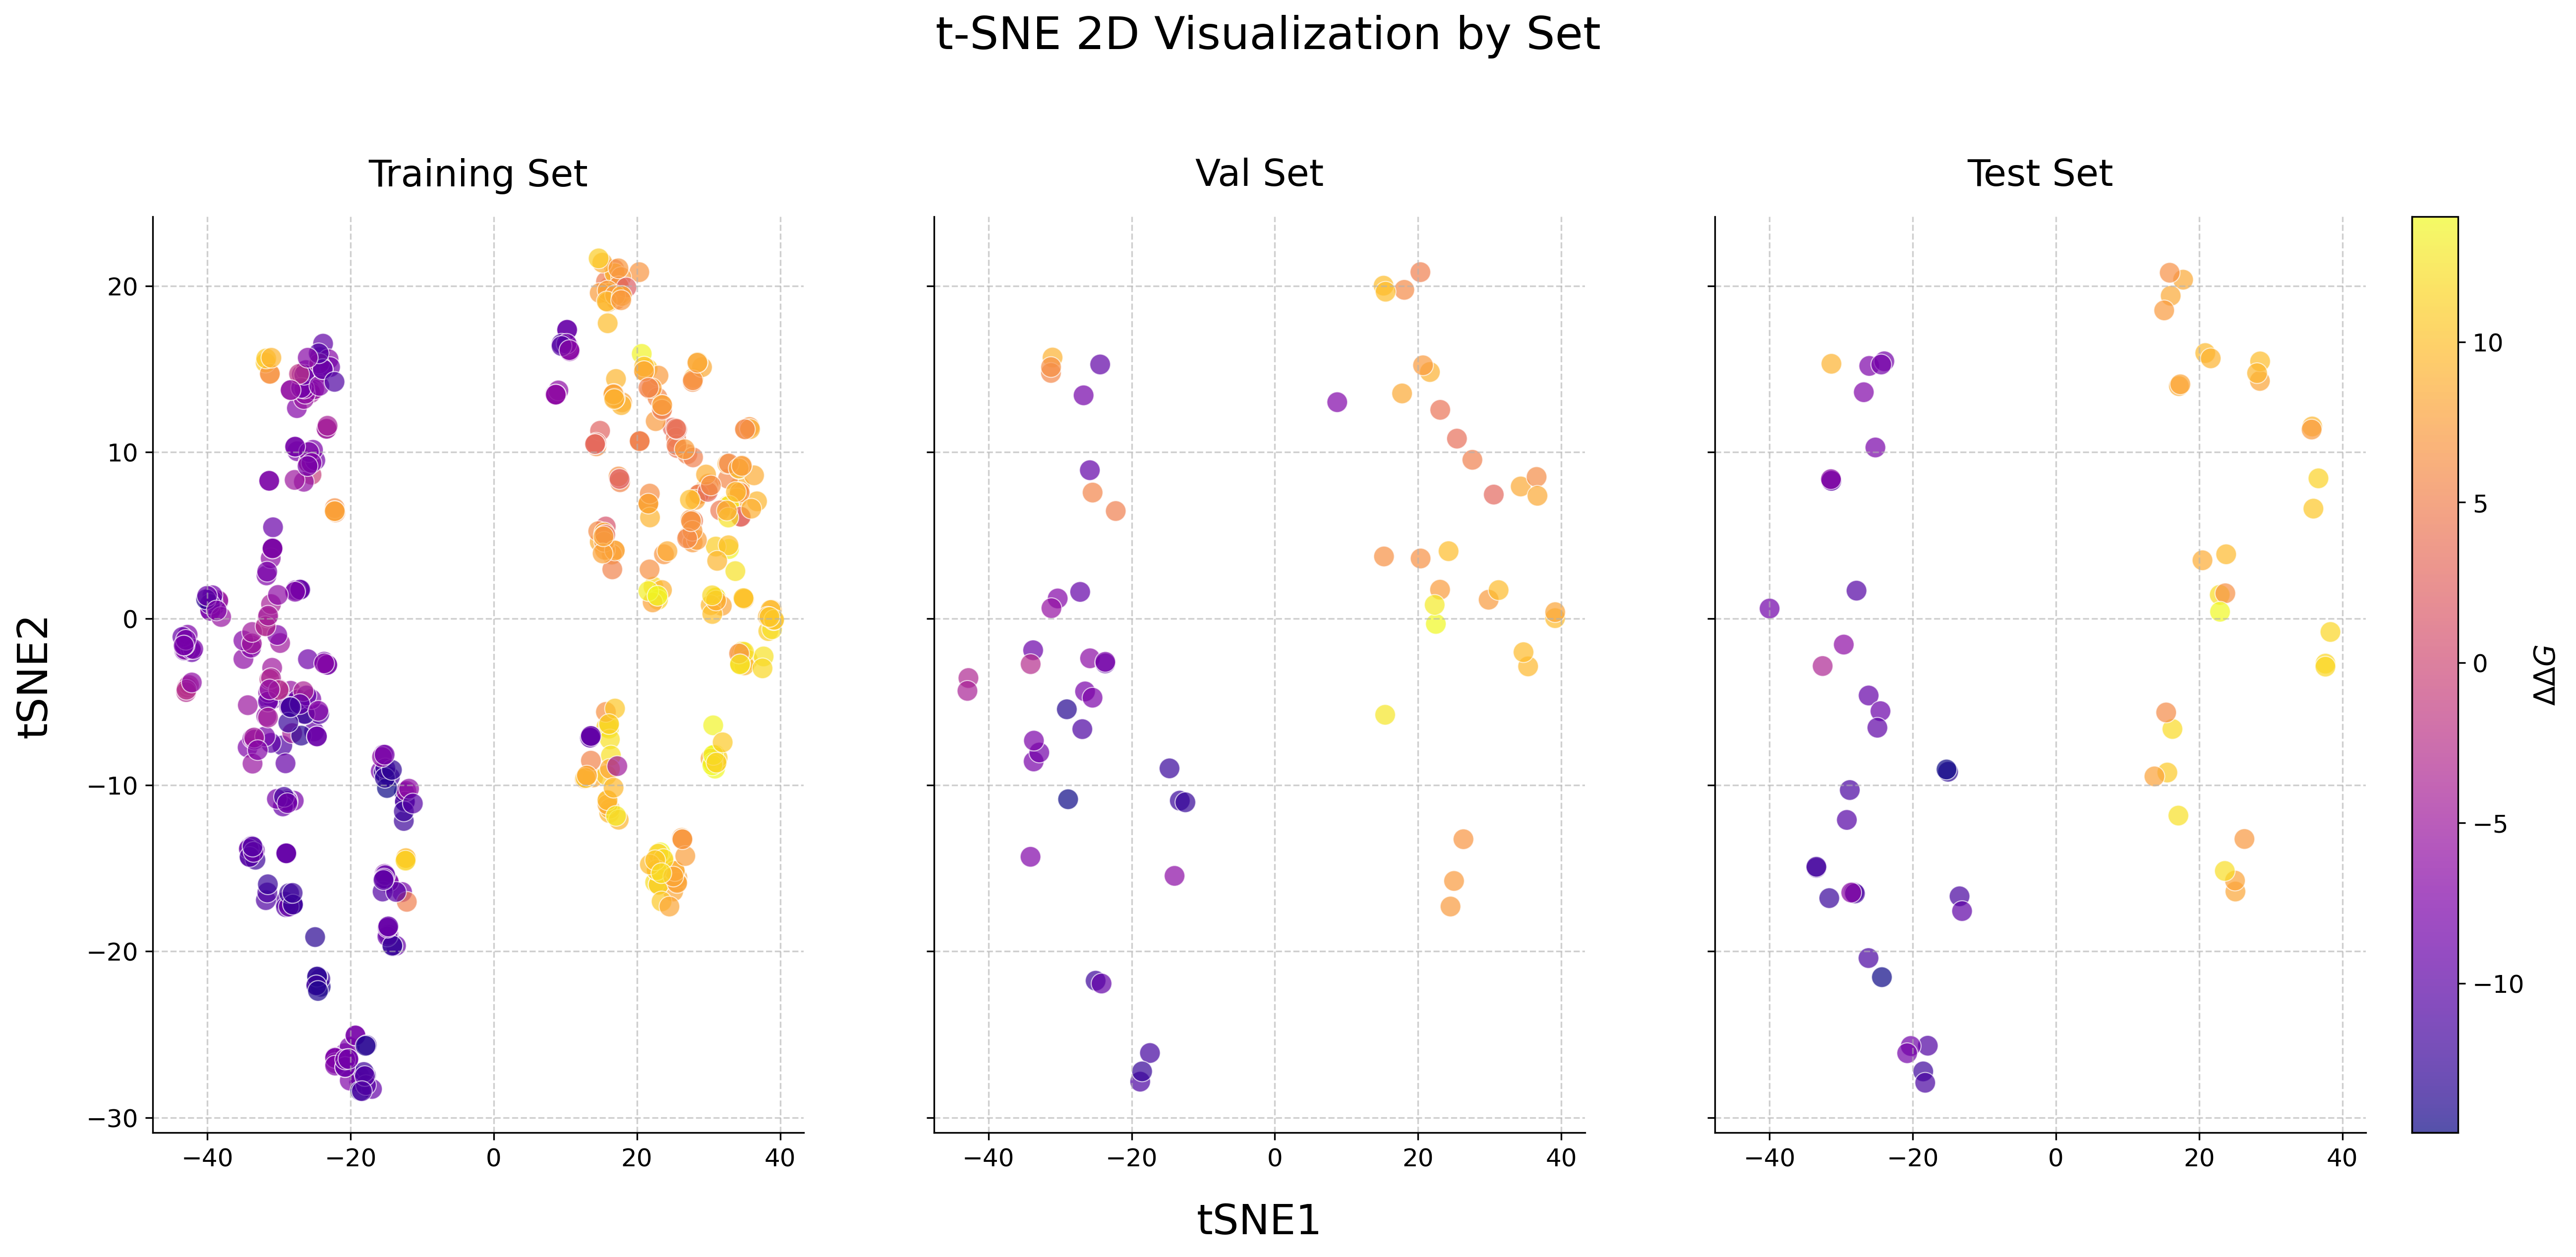 t-SNE 2D Visualization by Set
Training Set
Val Set
Test Set
tSNE2
20
10
0
−10
−20
−30
−40 −20 0 20 40
−40 −20 0 20 40
−40 −20 0 20 40
tSNE1
10
5
0
−5
−10
ΔΔG